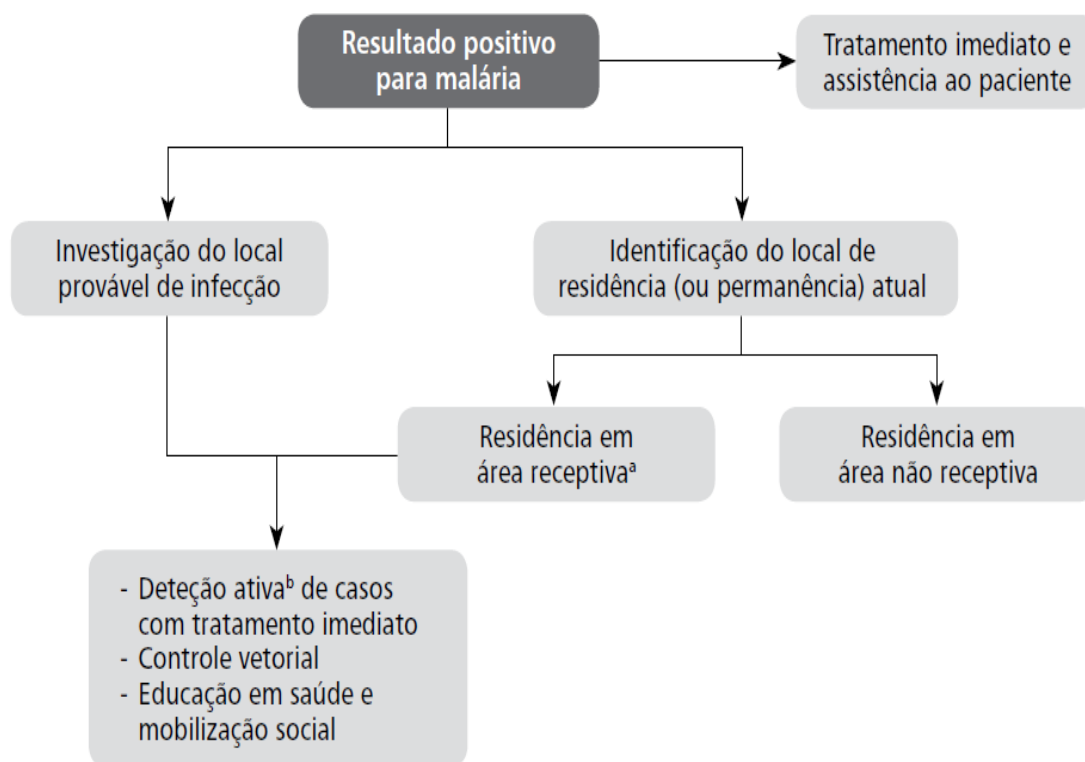 Resultado positivo
para malária
Tratamento imediato e
assistência ao paciente
Investigação do local
provável de infecção
Identificação do local de
residência (ou permanência) atual
Residência em
área receptivaᵃ
Residência em
área não receptiva
- Deteção ativaᵇ de casos
com tratamento imediato
- Controle vetorial
- Educação em saúde e
mobilização social